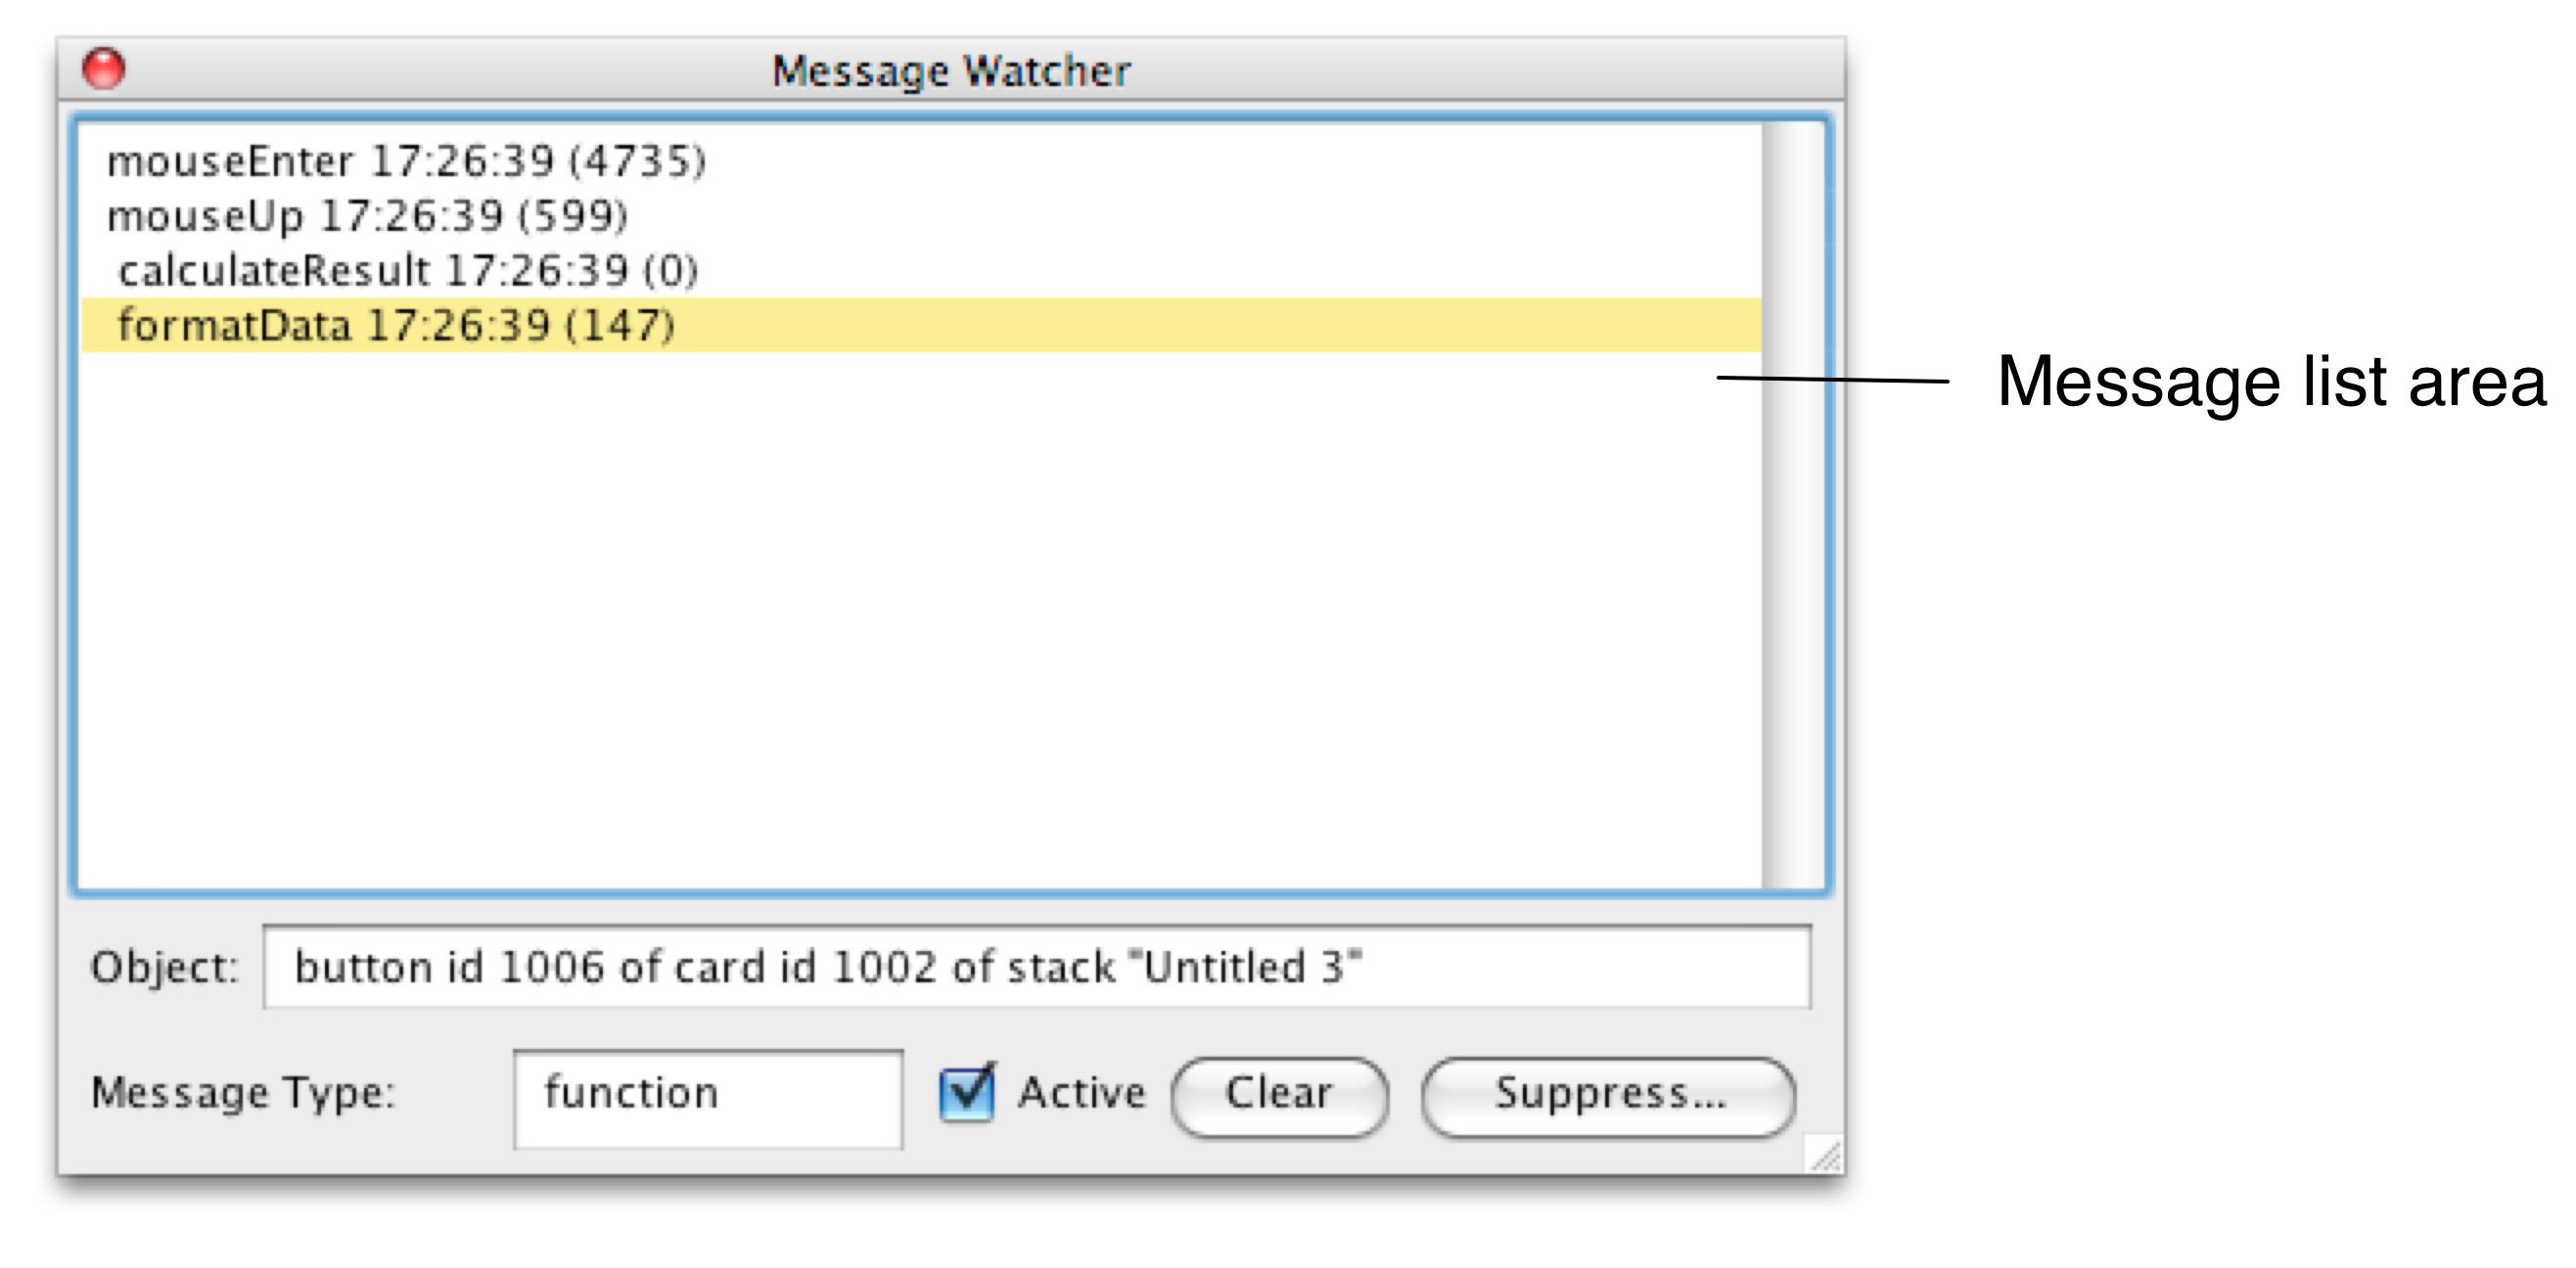 Message Watcher
mouseEnter 17:26:39 (4735)
mouseUp 17:26:39 (599)
calculateResult 17:26:39 (0)
formatData 17:26:39 (147)
Message list area
Object: button id 1006 of card id 1002 of stack "Untitled 3"
Message Type: function Active Clear Suppress...